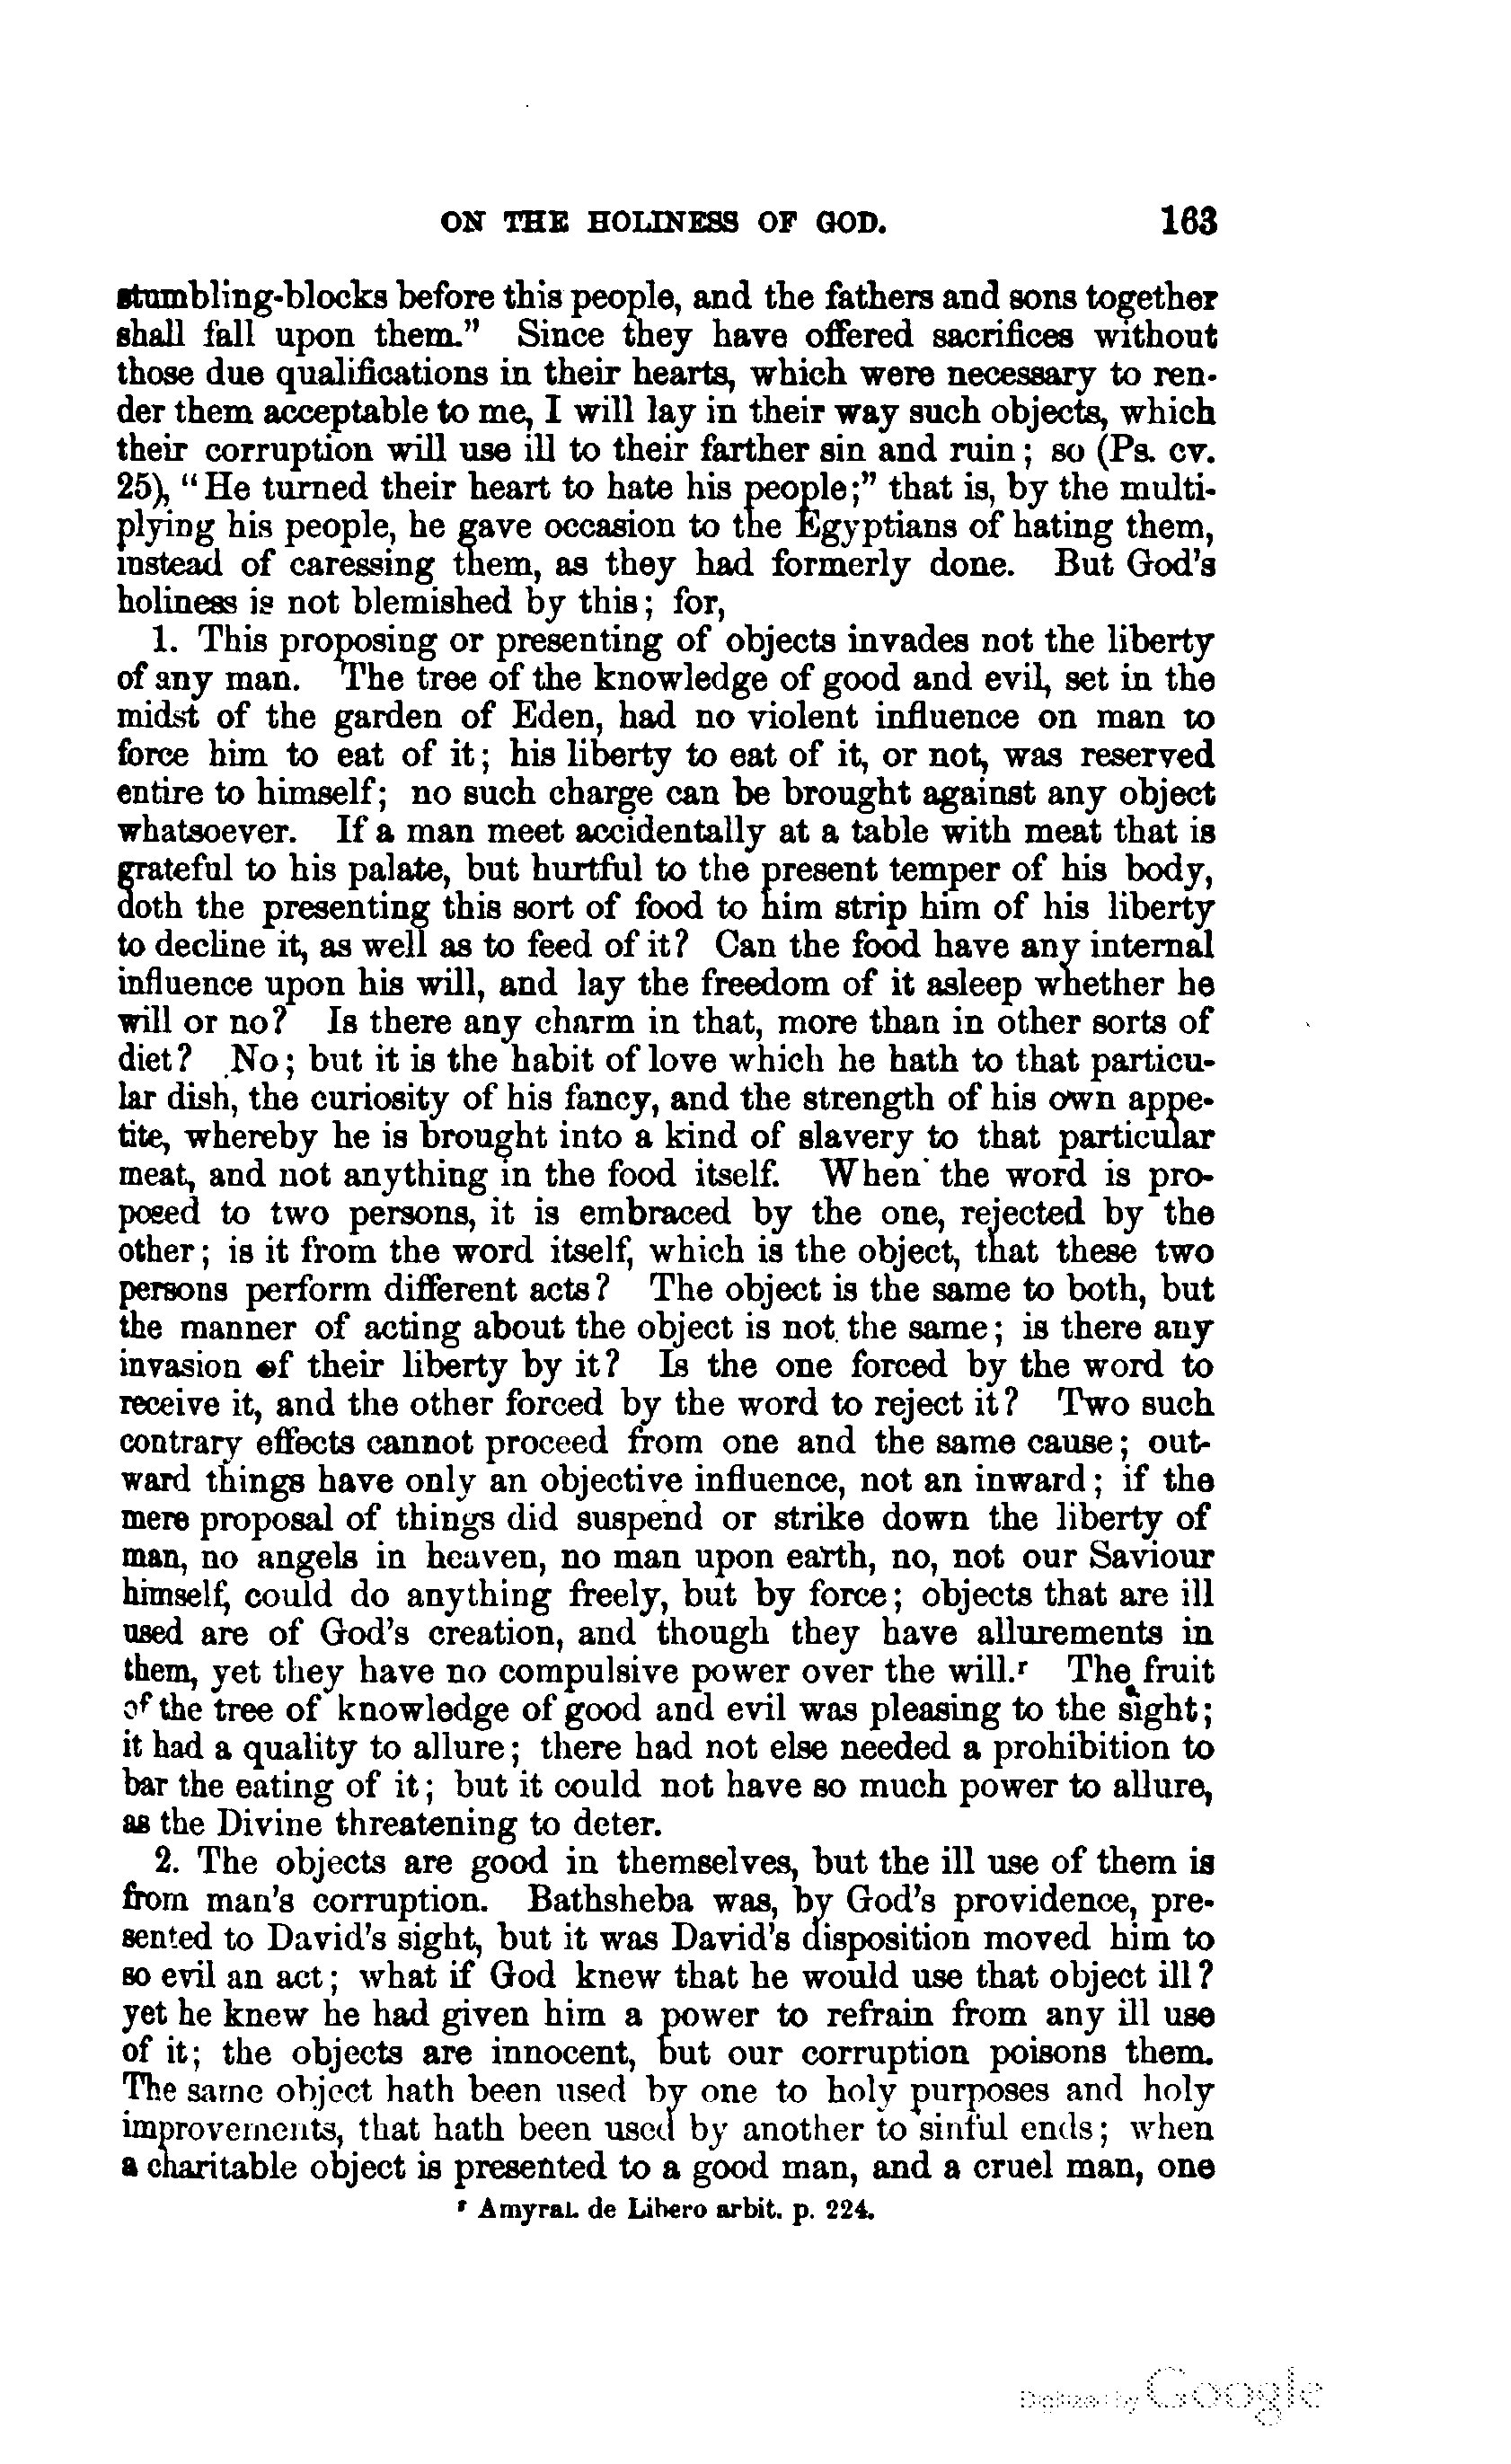 ON THE HOLINESS OF GOD. 163
stumbling-blocks before this people, and the fathers and sons together
shall fall upon them.” Since they have offered sacrifices without
those due qualifications in their hearts, which were necessary to ren-
der them acceptable to me, I will lay in their way such objects, which
their corruption will use ill to their farther sin and ruin; so (Ps. cv.
25), “He turned their heart to hate his people;” that is, by the multi-
plying his people, he gave occasion to the Egyptians of hating them,
instead of caressing them, as they had formerly done. But God's
holiness is not blemished by this; for,
1. This proposing or presenting of objects invades not the liberty
of any man. The tree of the knowledge of good and evil, set in the
midst of the garden of Eden, had no violent influence on man to
force him to eat of it; his liberty to eat of it, or not, was reserved
entire to himself; no such charge can be brought against any object
whatsoever. If a man meet accidentally at a table with meat that is
grateful to his palate, but hurtful to the present temper of his body,
doth the presenting this sort of food to him strip him of his liberty
to decline it, as well as to feed of it? Can the food have any internal
influence upon his will, and lay the freedom of it asleep whether he
will or no? Is there any charm in that, more than in other sorts of
diet? No; but it is the habit of love which he hath to that particu-
lar dish, the curiosity of his fancy, and the strength of his own appe-
tite, whereby he is brought into a kind of slavery to that particular
meat, and not anything in the food itself. When the word is pro-
posed to two persons, it is embraced by the one, rejected by the
other; is it from the word itself, which is the object, that these two
persons perform different acts? The object is the same to both, but
the manner of acting about the object is not the same; is there any
invasion of their liberty by it? Is the one forced by the word to
receive it, and the other forced by the word to reject it? Two such
contrary effects cannot proceed from one and the same cause; out-
ward things have only an objective influence, not an inward; if the
mere proposal of things did suspend or strike down the liberty of
man, no angels in heaven, no man upon earth, no, not our Saviour
himself, could do anything freely, but by force; objects that are ill
used are of God's creation, and though they have allurements in
them, yet they have no compulsive power over the will.r The fruit
of the tree of knowledge of good and evil was pleasing to the sight;
it had a quality to allure; there had not else needed a prohibition to
bar the eating of it; but it could not have so much power to allure,
as the Divine threatening to deter.
2. The objects are good in themselves, but the ill use of them is
from man's corruption. Bathsheba was, by God's providence, pre-
sented to David's sight, but it was David's disposition moved him to
so evil an act; what if God knew that he would use that object ill?
yet he knew he had given him a power to refrain from any ill use
of it; the objects are innocent, but our corruption poisons them.
The same object hath been used by one to holy purposes and holy
improvements, that hath been used by another to sinful ends; when
a charitable object is presented to a good man, and a cruel man, one
r Amyral. de Libero arbit. p. 224.
Digitized by Google